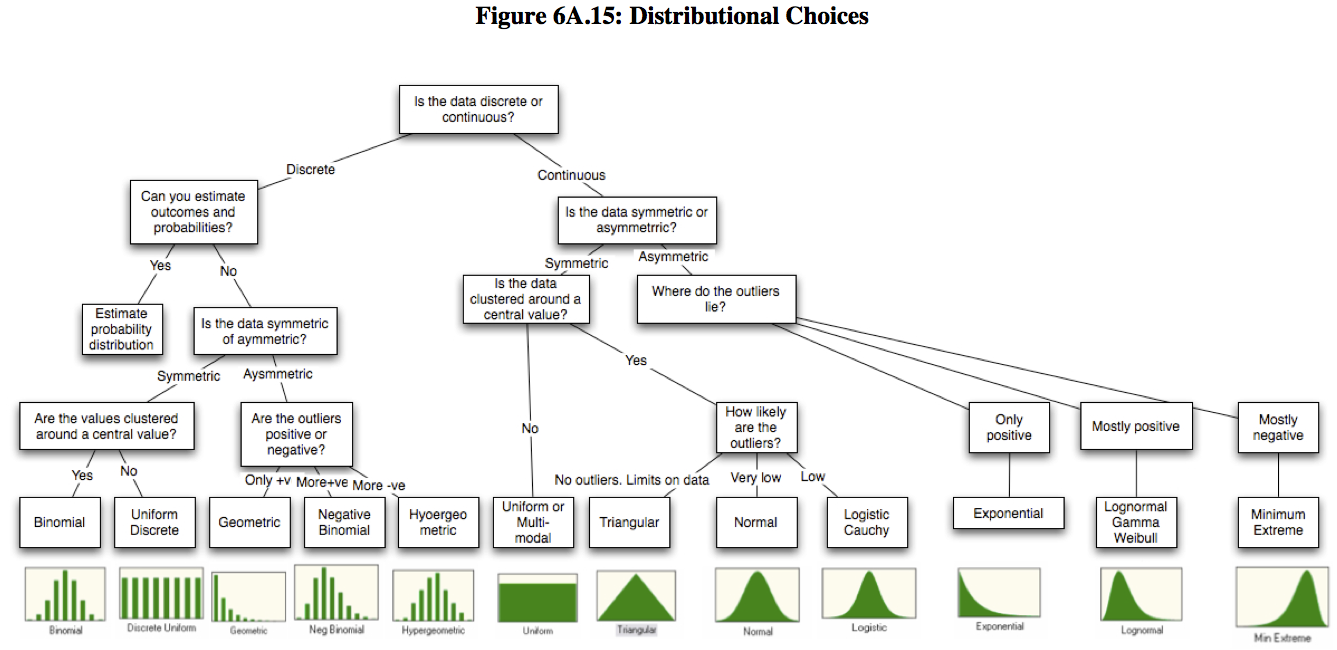 Figure 6A.15: Distributional Choices
Is the data discrete or
continuous?
Discrete
Continuous
Can you estimate
outcomes and
probabilities?
Is the data symmetric or
asymmetrric?
Yes
No
Symmetric
Asymmetric
Estimate
probability
distribution
Is the data symmetric
of aymmetric?
Is the data
clustered around a
central value?
Where do the outliers
lie?
Symmetric
Aysmmetric
No
Yes
Are the values clustered
around a central value?
Are the outliers
positive or
negative?
How likely
are the
outliers?
Only
positive
Mostly positive
Mostly
negative
Yes
No
Only +v
More+ve
More -ve
No outliers. Limits on data
Very low
Low
Binomial
Uniform
Discrete
Geometric
Negative
Binomial
Hyoergeo
metric
Uniform or
Multi-
modal
Triangular
Normal
Logistic
Cauchy
Exponential
Lognormal
Gamma
Weibull
Minimum
Extreme
Binomial
Discrete Uniform
Geometric
Neg Binomial
Hypergeometric
Uniform
Triangular
Normal
Logistic
Exponential
Lognormal
Min Extreme